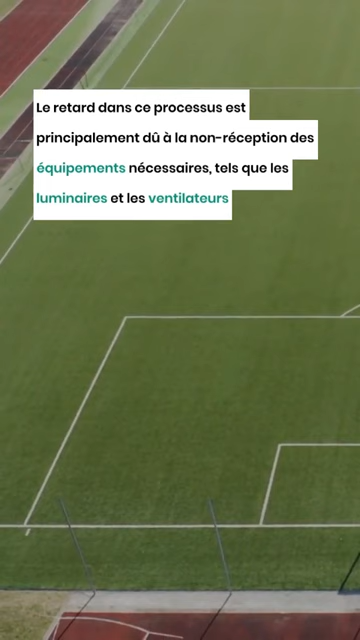 Le retard dans ce processus est
principalement dû à la non-réception des
équipements nécessaires, tels que les
luminaires et les ventilateurs